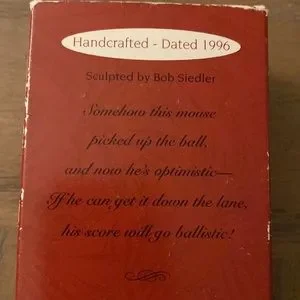 Handcrafted - Dated 1996
Sculpted by Bob Siedler
Somehow this mouse
picked up the ball,
and now he's optimistic—
If he can get it down the lane,
his score will go ballistic!